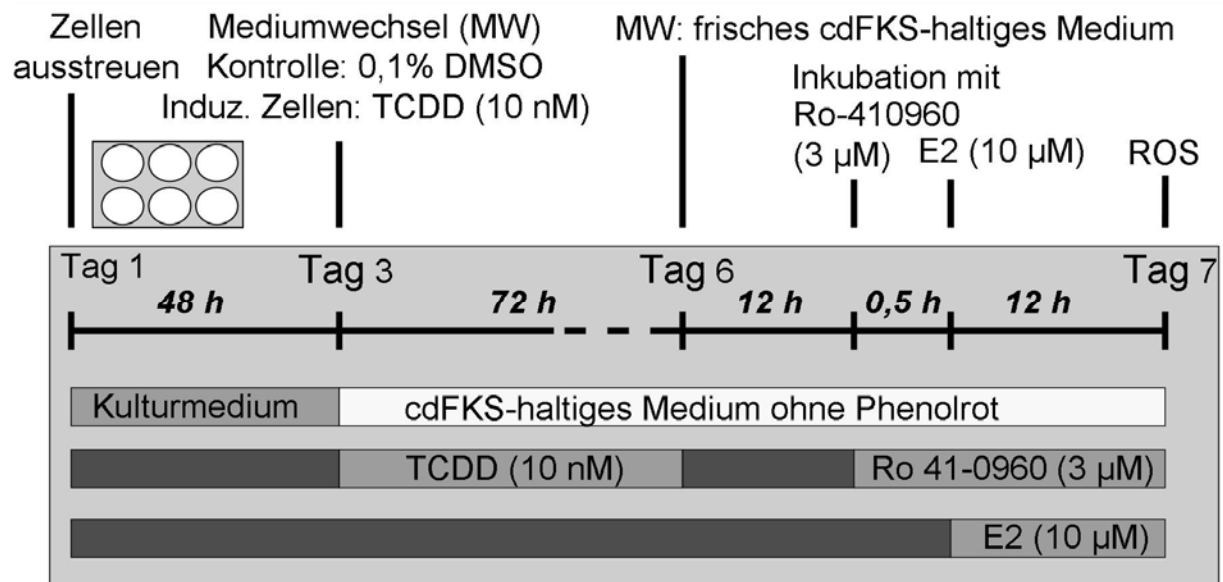 Zellen
ausstreuen
Mediumwechsel (MW)
Kontrolle: 0,1% DMSO
Induz. Zellen: TCDD (10 nM)
MW: frisches cdFKS-haltiges Medium
Inkubation mit
Ro-410960
(3 µM)
E2 (10 µM)
ROS
Tag 1
Tag 3
Tag 6
Tag 7
48 h
72 h
12 h
0,5 h
12 h
Kulturmedium
cdFKS-haltiges Medium ohne Phenolrot
TCDD (10 nM)
Ro 41-0960 (3 µM)
E2 (10 µM)